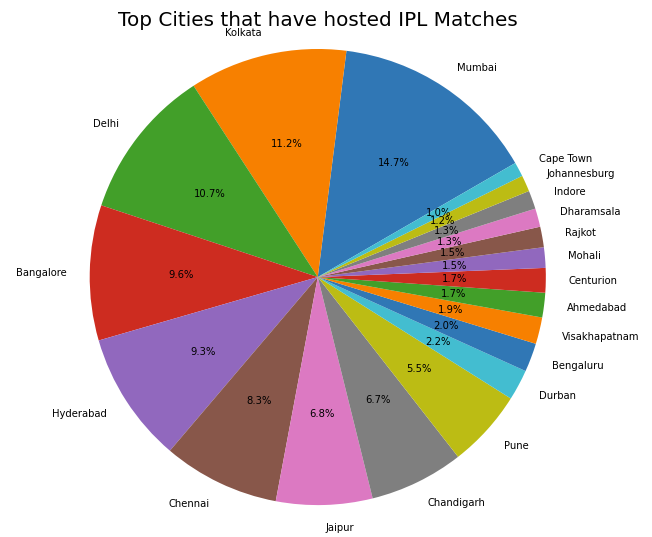 Top Cities that have hosted IPL Matches
Mumbai
14.7%
Kolkata
11.2%
Delhi
10.7%
Bangalore
9.6%
Hyderabad
9.3%
Chennai
8.3%
Jaipur
6.8%
Chandigarh
6.7%
Pune
5.5%
Durban
2.2%
Bengaluru
2.0%
Visakhapatnam
1.9%
Ahmedabad
1.7%
Centurion
1.7%
Mohali
1.5%
Rajkot
1.5%
Dharamsala
1.3%
Indore
1.3%
Johannesburg
1.2%
Cape Town
1.0%